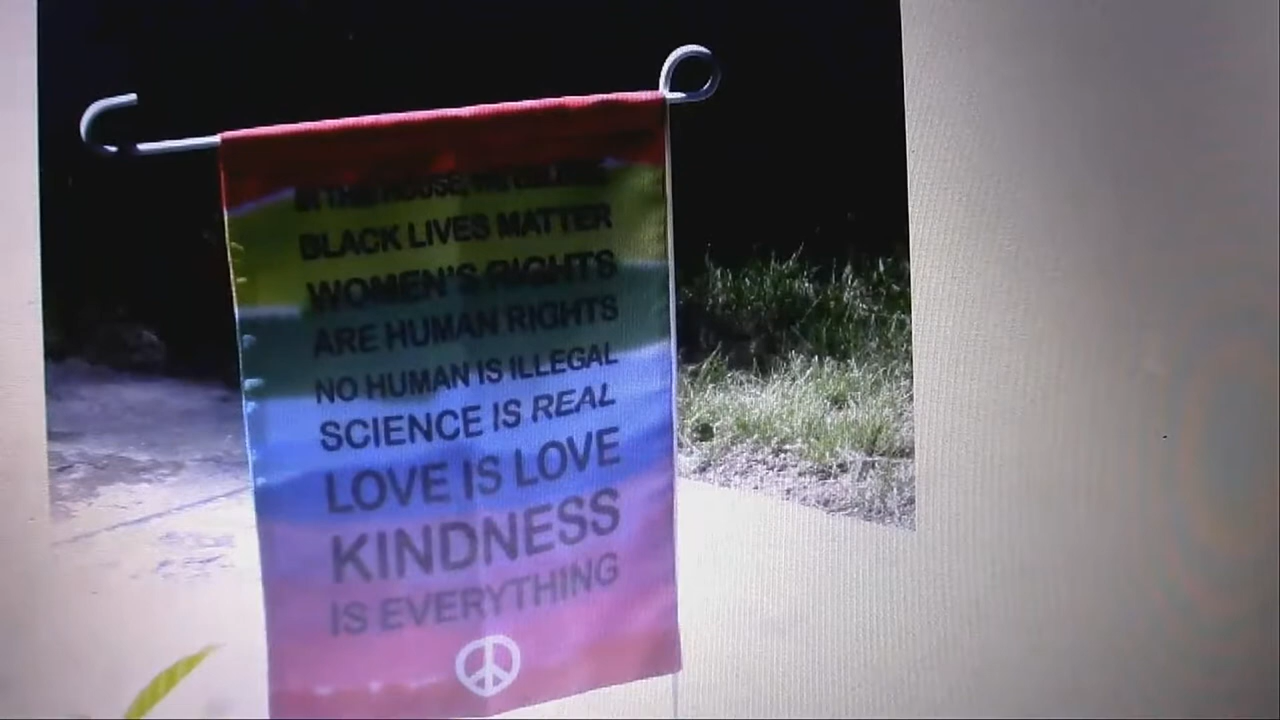 IN THIS HOUSE, WE BELIEVE
BLACK LIVES MATTER
WOMEN'S RIGHTS
ARE HUMAN RIGHTS
NO HUMAN IS ILLEGAL
SCIENCE IS REAL
LOVE IS LOVE
KINDNESS
IS EVERYTHING